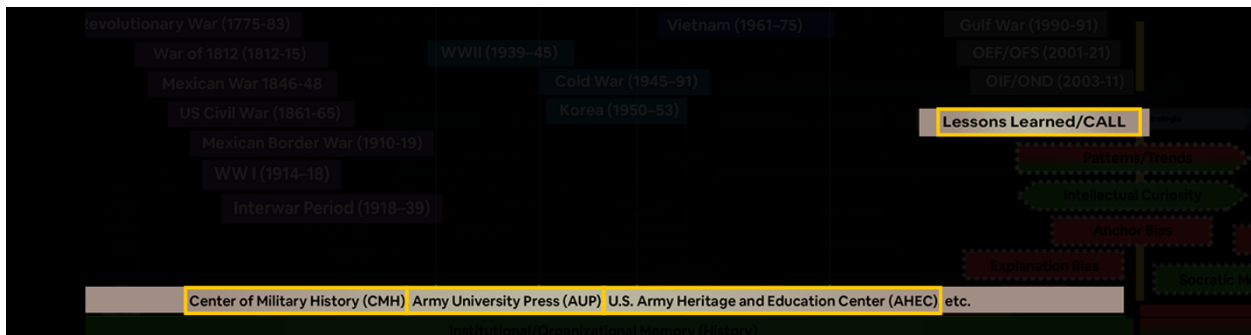 Revolutionary War (1775-83)
Vietnam (1961–75)
Gulf War (1990-91)
War of 1812 (1812-15)
WWII (1939–45)
OEF/OFS (2001-21)
Mexican War 1846-48
Cold War (1945–91)
OIF/OND (2003-11)
US Civil War (1861-65)
Korea (1950–53)
Lessons Learned/CALL
Mexican Border War (1910-19)
Patterns/Trends
WW I (1914–18)
Intellectual Curiosity
Interwar Period (1918–39)
Anchor Bias
Explanation Bias
Socratic
Center of Military History (CMH) Army University Press (AUP) U.S. Army Heritage and Education Center (AHEC) etc.
Institutional/Organizational Memory (History)